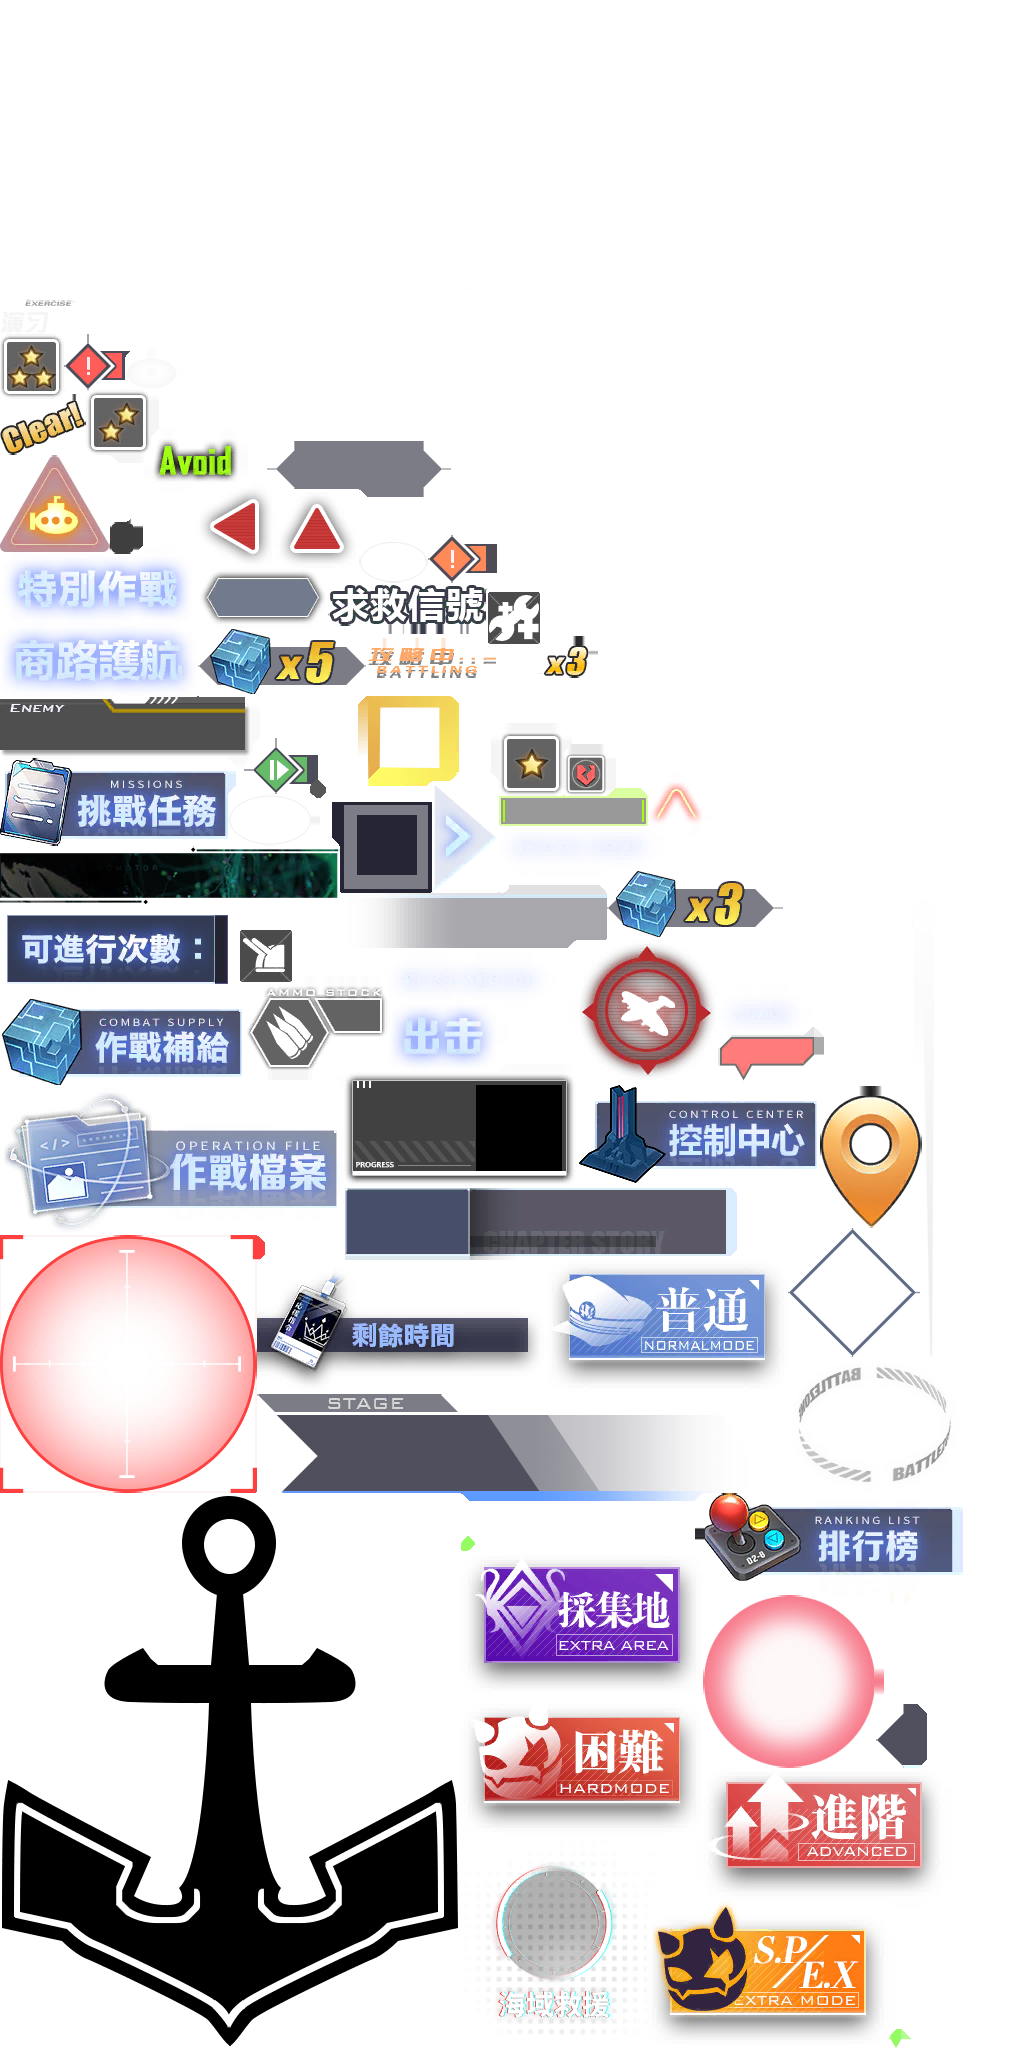 EXERCISE
演习
!
Clear!
Avoid
!
特別作戰
求救信號
商路護航
x5
攻略中...
BATTLING
x3
ENEMY
MISSIONS
挑戰任務
x3
可進行次數：
AMMO STOCK
COMBAT SUPPLY
作戰補給
出击
PROGRESS
CONTROL CENTER
控制中心
</>
OPERATION FILE
作戰檔案
CHAPTER STORY
剩餘時間
普通
NORMALMODE
STAGE
BATTLEZONE
BATTLE
RANKING LIST
排行榜
02-8
採集地
EXTRA AREA
困難
HARDMODE
進階
ADVANCED
海域救援
S.P/E.X
EXTRA MODE